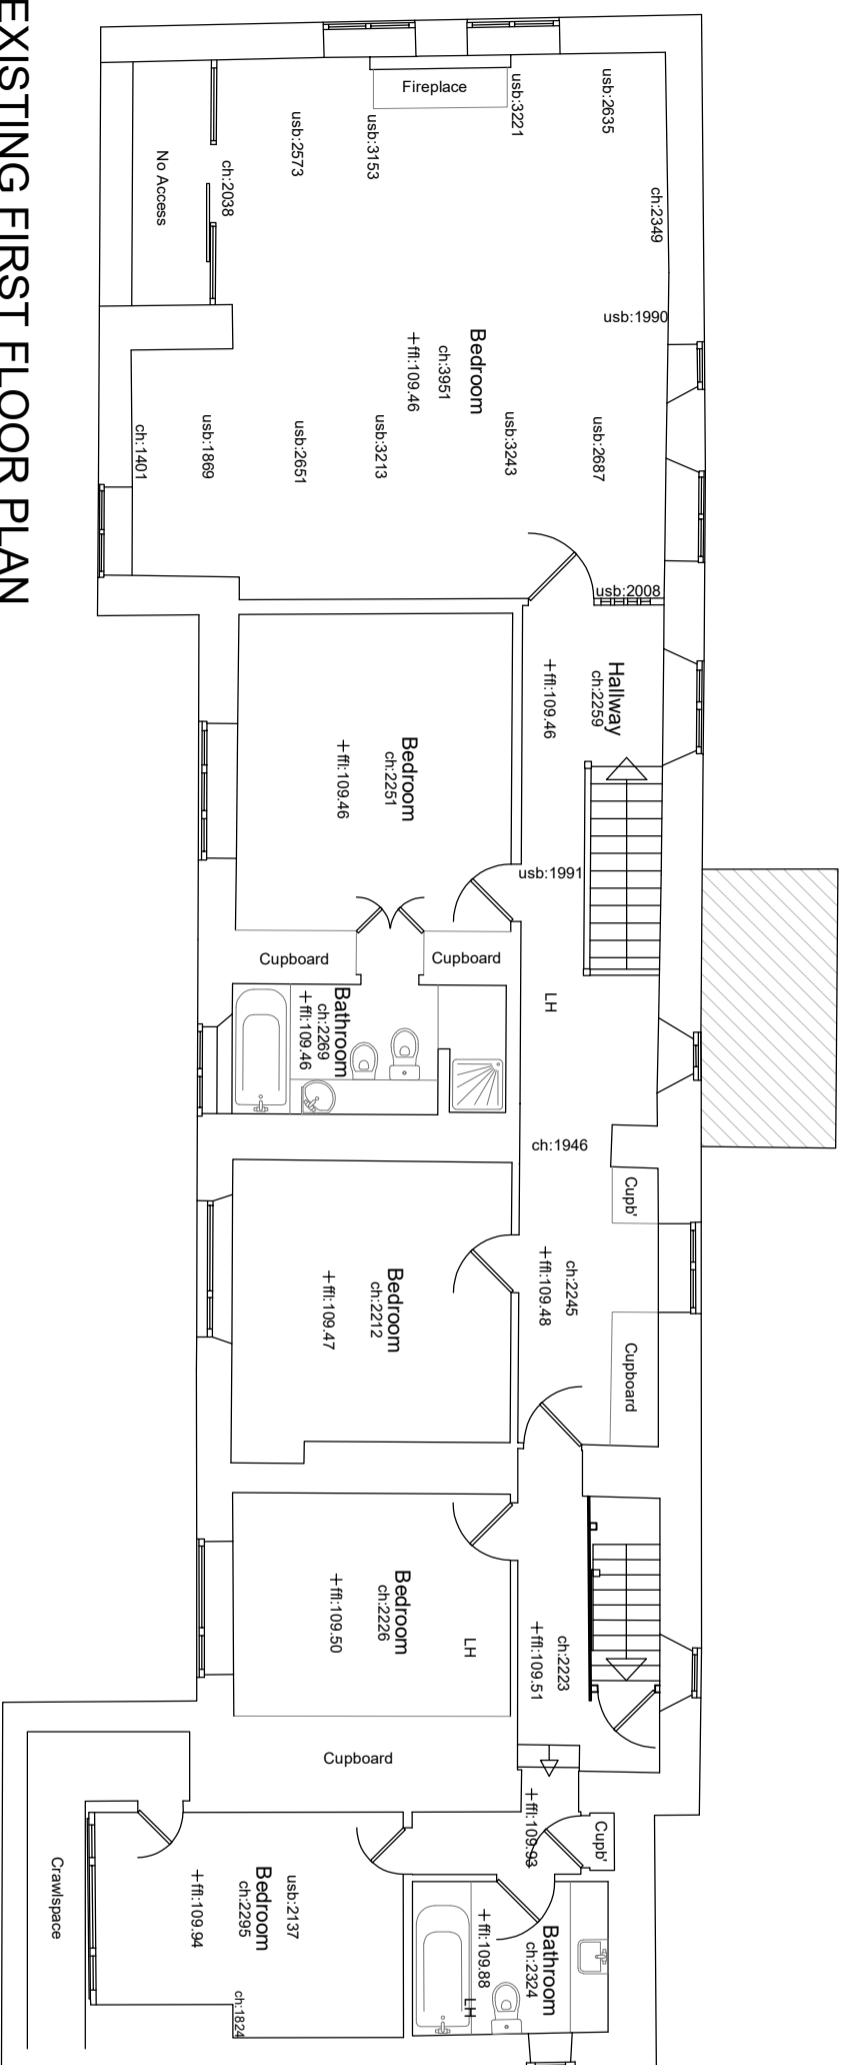 EXISTING FIRST FLOOR PLAN
Fireplace
usb:3221
usb:2635
usb:2573
usb:3153
No Access
ch:2038
ch:2349
usb:1990
Bedroom
ch:3951
+ffl:109.46
ch:1401
usb:1869
usb:2651
usb:3213
usb:3243
usb:2687
usb:2008
Hallway
ch:2259
+ffl:109.46
Bedroom
ch:2251
+ffl:109.46
usb:1991
Cupboard
Cupboard
LH
Bathroom
ch:2269
+ffl:109.46
ch:1946
Cupb'
ch:2245
+ffl:109.48
Bedroom
ch:2212
+ffl:109.47
Cupboard
Bedroom
ch:2226
+ffl:109.50
LH
ch:2223
+ffl:109.51
Cupboard
+ffl:109.93
Cupb'
Crawlspace
usb:2137
Bedroom
ch:2295
+ffl:109.94
ch:1824
Bathroom
ch:2324
+ffl:109.88
LH